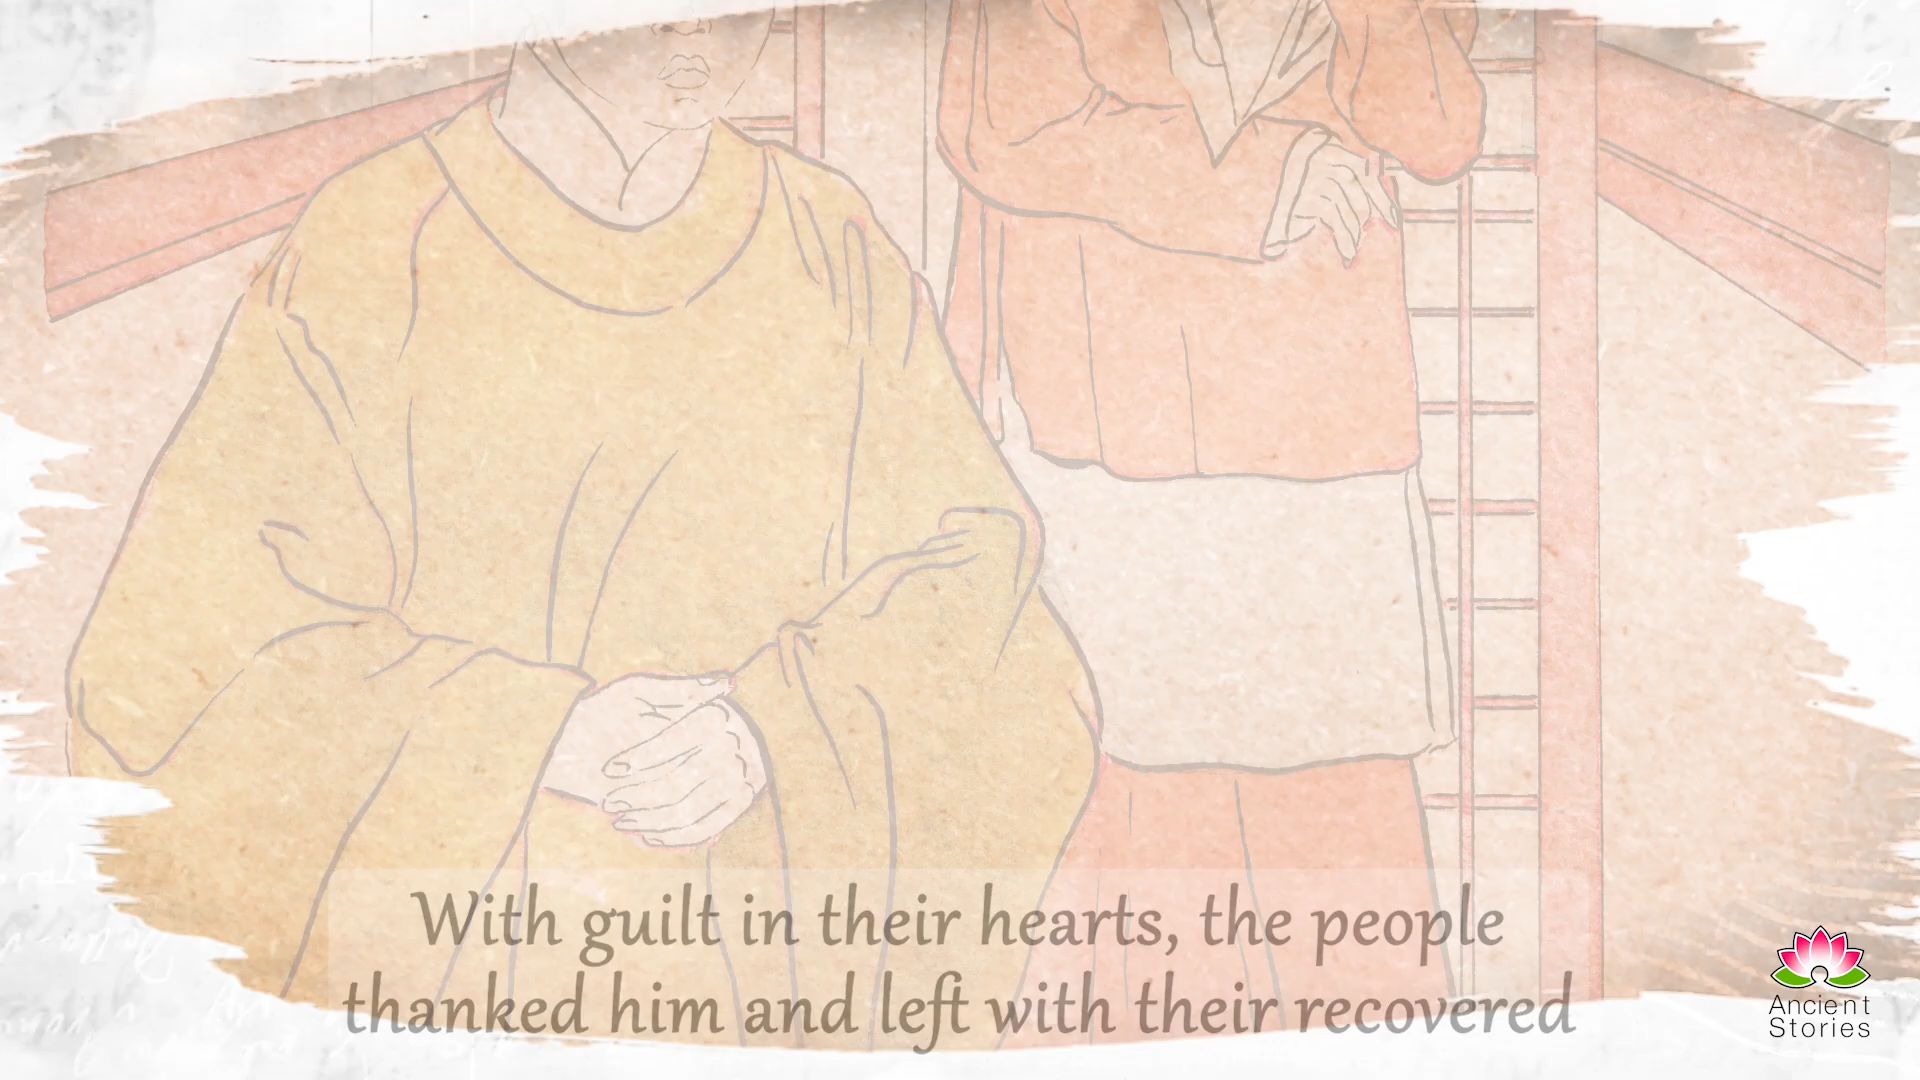 With guilt in their hearts, the people
thanked him and left with their recovered
Ancient
Stories